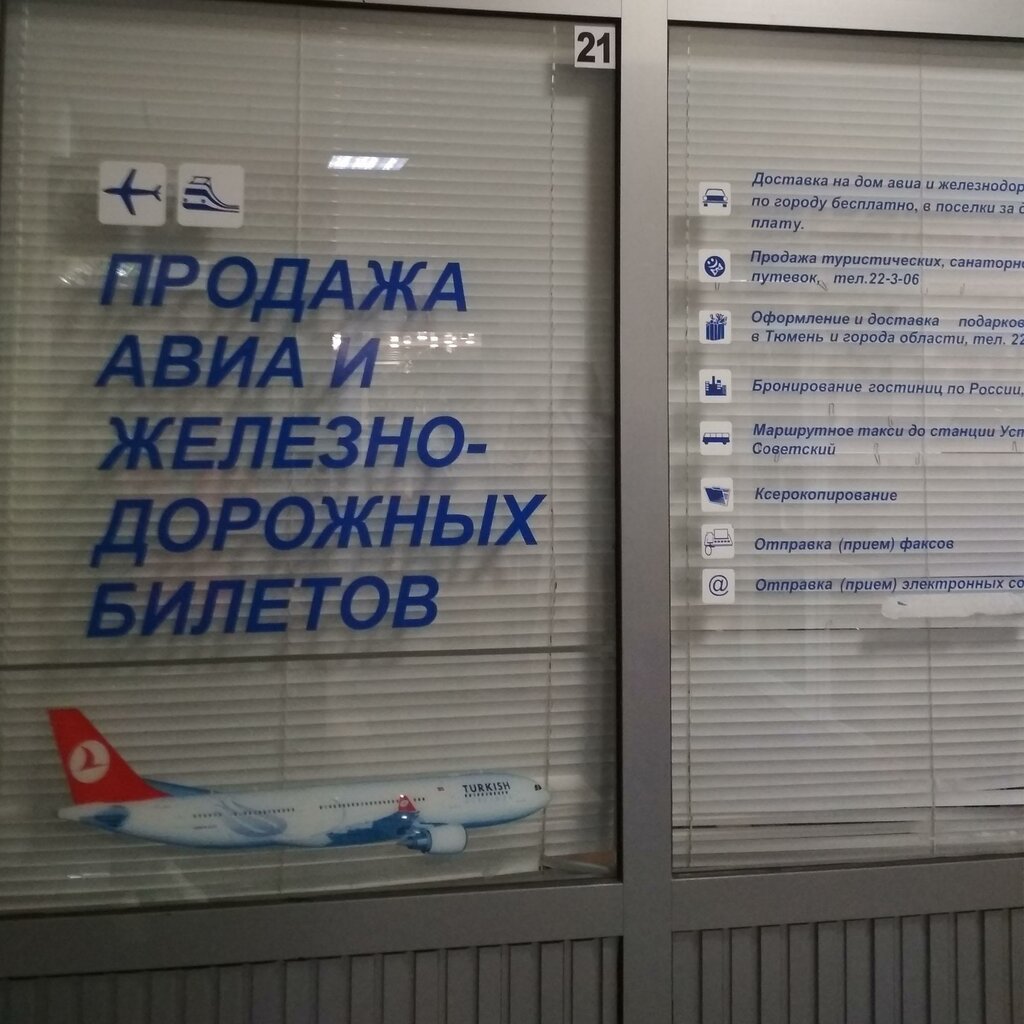 21
ПРОДАЖА
АВИА И
ЖЕЛЕЗНО-
ДОРОЖНЫХ
БИЛЕТОВ
TURKISH
Доставка на дом авиа и железнодор
по городу бесплатно, в поселки за д
плату.
Продажа туристических, санаторно
путевок, тел.22-3-06
Оформление и доставка подарков
в Тюмень и города области, тел. 22
Бронирование гостиниц по России,
Маршрутное такси до станции Уст
Советский
Ксерокопирование
Отправка (прием) факсов
@ Отправка (прием) электронных со